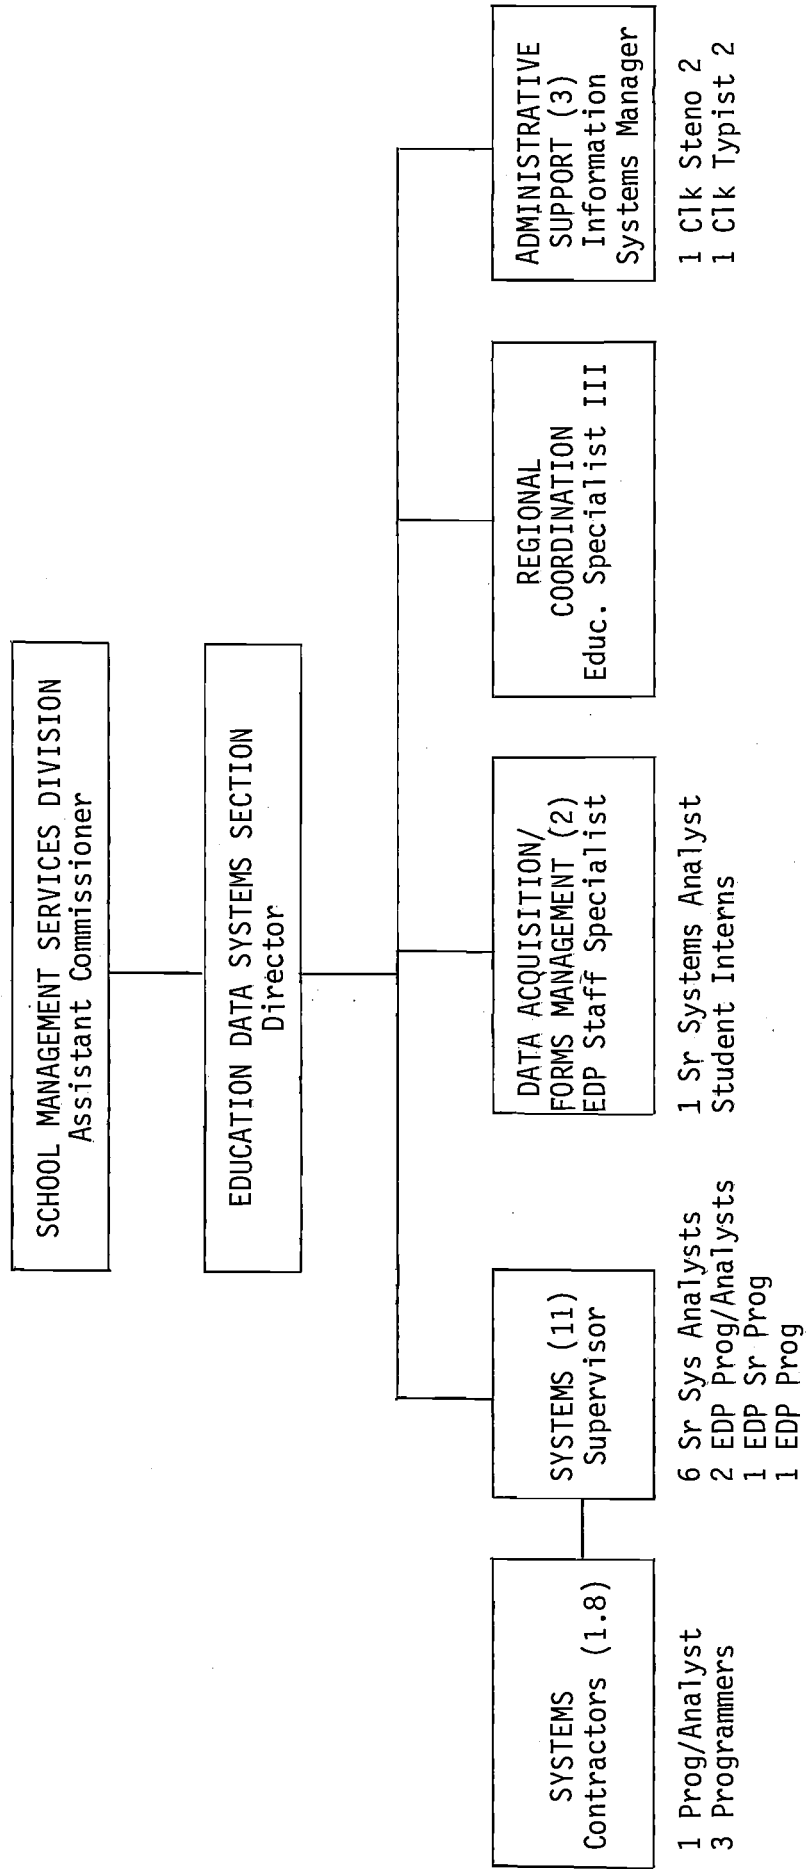 SCHOOL MANAGEMENT SERVICES DIVISION
Assistant Commissioner
EDUCATION DATA SYSTEMS SECTION
Director
SYSTEMS
Contractors (1.8)
1 Prog/Analyst
3 Programmers
SYSTEMS (11)
Supervisor
6 Sr Sys Analysts
2 EDP Prog/Analysts
1 EDP Sr Prog
1 EDP Prog
DATA ACQUISITION/
FORMS MANAGEMENT (2)
EDP Staff Specialist
1 Sr Systems Analyst
Student Interns
REGIONAL
COORDINATION
Educ. Specialist III
ADMINISTRATIVE
SUPPORT (3)
Information
Systems Manager
1 Clk Steno 2
1 Clk Typist 2